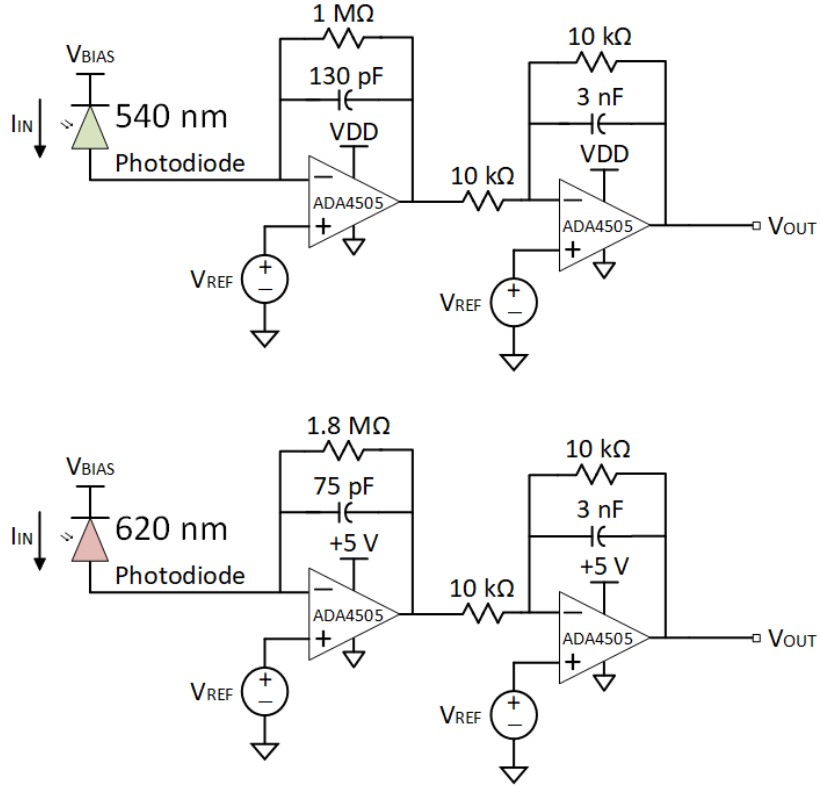 1 MΩ
10 kΩ
VBIAS
130 pF
3 nF
IIN
540 nm
VDD
VDD
Photodiode
10 kΩ
−
ADA4505
+
−
ADA4505
+
VOUT
VREF
+
−
VREF
+
−
1.8 MΩ
10 kΩ
VBIAS
75 pF
3 nF
IIN
620 nm
+5 V
+5 V
Photodiode
10 kΩ
−
ADA4505
+
−
ADA4505
+
VOUT
VREF
+
−
VREF
+
−